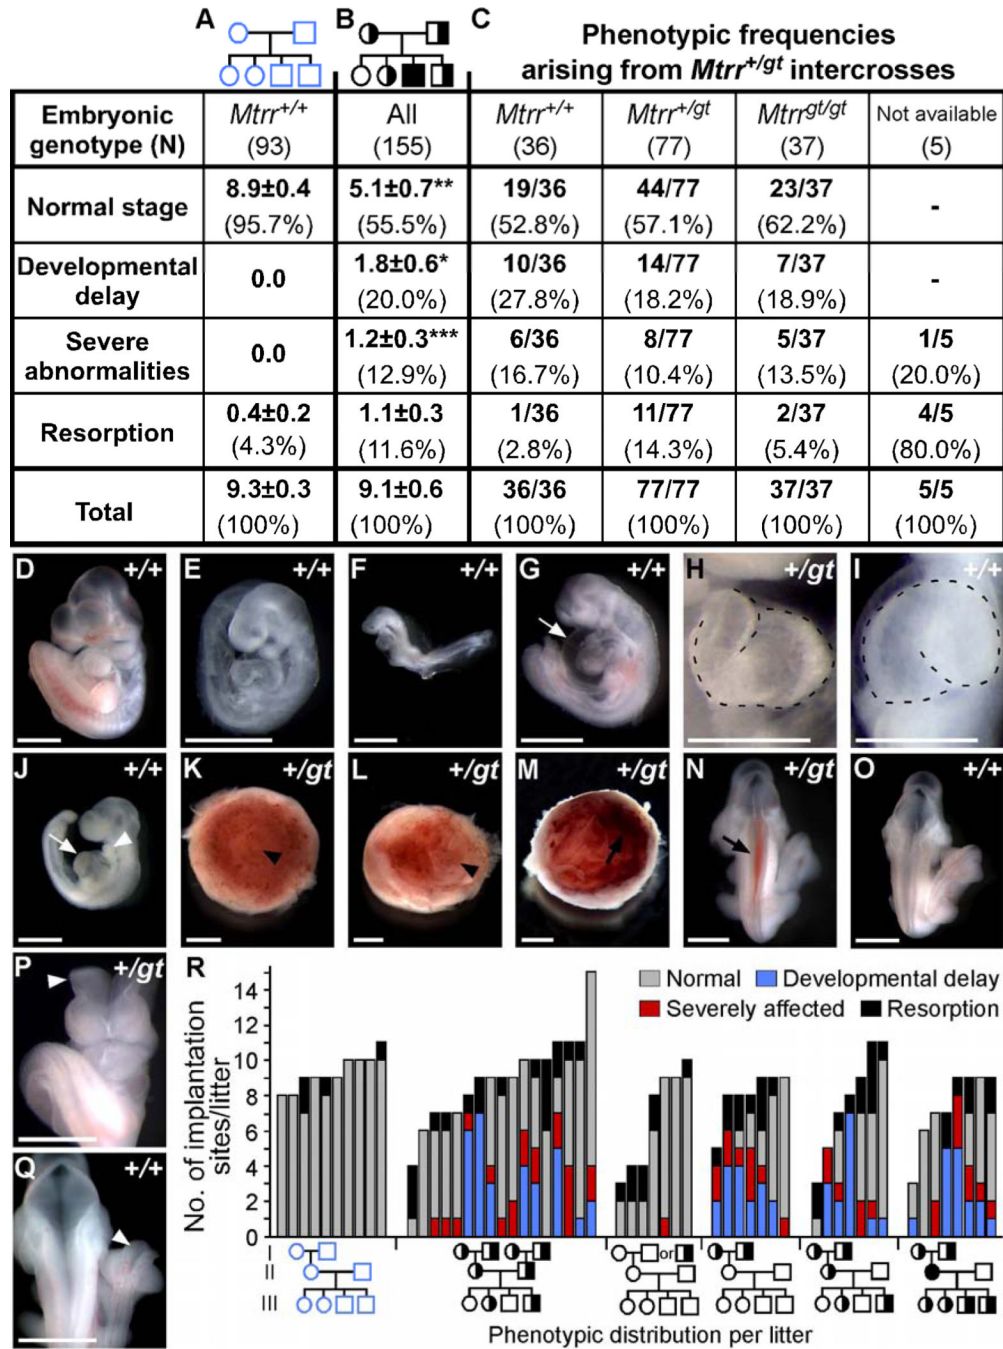 A B C
Phenotypic frequencies
arising from Mtrr+/gt intercrosses
Embryonic genotype (N) Mtrr+/+ (93) All (155) Mtrr+/+ (36) Mtrr+/gt (77) Mtrrgt/gt (37) Not available (5)
Normal stage 8.9±0.4 (95.7%) 5.1±0.7** (55.5%) 19/36 (52.8%) 44/77 (57.1%) 23/37 (62.2%) -
Developmental delay 0.0 1.8±0.6* (20.0%) 10/36 (27.8%) 14/77 (18.2%) 7/37 (18.9%) -
Severe abnormalities 0.0 1.2±0.3*** (12.9%) 6/36 (16.7%) 8/77 (10.4%) 5/37 (13.5%) 1/5 (20.0%)
Resorption 0.4±0.2 (4.3%) 1.1±0.3 (11.6%) 1/36 (2.8%) 11/77 (14.3%) 2/37 (5.4%) 4/5 (80.0%)
Total 9.3±0.3 (100%) 9.1±0.6 (100%) 36/36 (100%) 77/77 (100%) 37/37 (100%) 5/5 (100%)
D +/+ E +/+ F +/+ G +/+ H +/gt I +/+
J +/+ K +/gt L +/gt M +/gt N +/gt O +/+
P +/gt
Q +/+
R
Normal Developmental delay
Severely affected Resorption
No. of implantation
sites/litter
14
12
10
8
6
4
2
0
I
or
II
III
Phenotypic distribution per litter